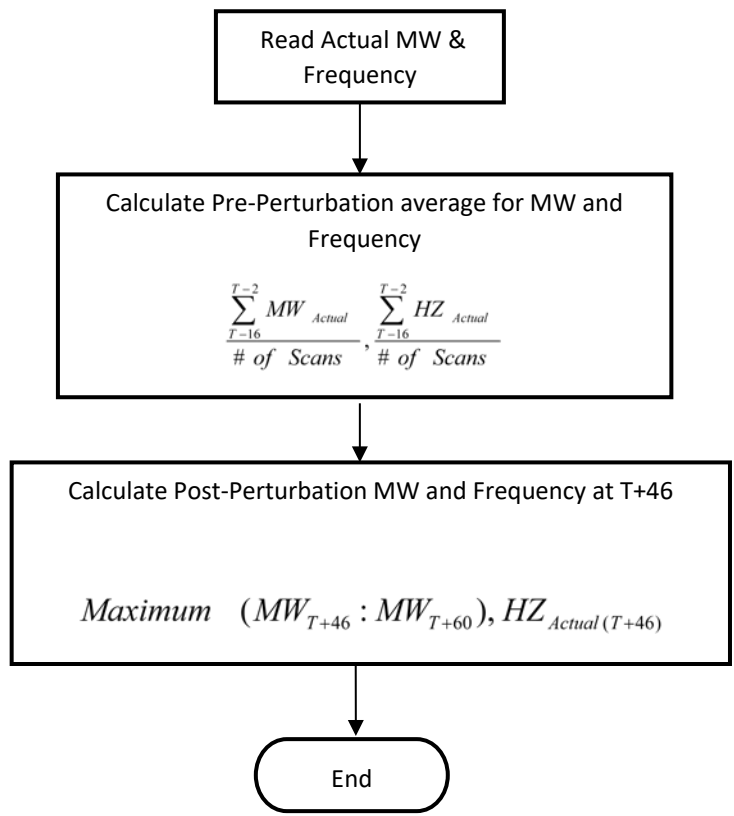 Read Actual MW &
Frequency
Calculate Pre-Perturbation average for MW and
Frequency
T−2 T−2
∑ MW Actual ∑ HZ Actual
T−16 , T−16
# of Scans # of Scans
Calculate Post-Perturbation MW and Frequency at T+46
Maximum (MW T+46 : MW T+60), HZ Actual (T+46)
End